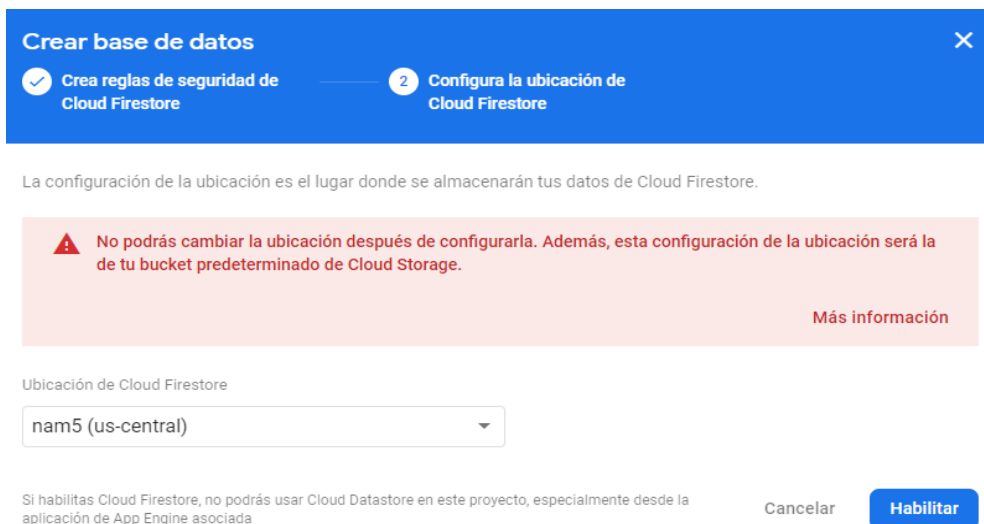 Crear base de datos
Crea reglas de seguridad de
Cloud Firestore
2
Configura la ubicación de
Cloud Firestore
La configuración de la ubicación es el lugar donde se almacenarán tus datos de Cloud Firestore.
No podrás cambiar la ubicación después de configurarla. Además, esta configuración de la ubicación será la
de tu bucket predeterminado de Cloud Storage.
Más información
Ubicación de Cloud Firestore
nam5 (us-central)
Si habilitas Cloud Firestore, no podrás usar Cloud Datastore en este proyecto, especialmente desde la
aplicación de App Engine asociada
Cancelar
Habilitar